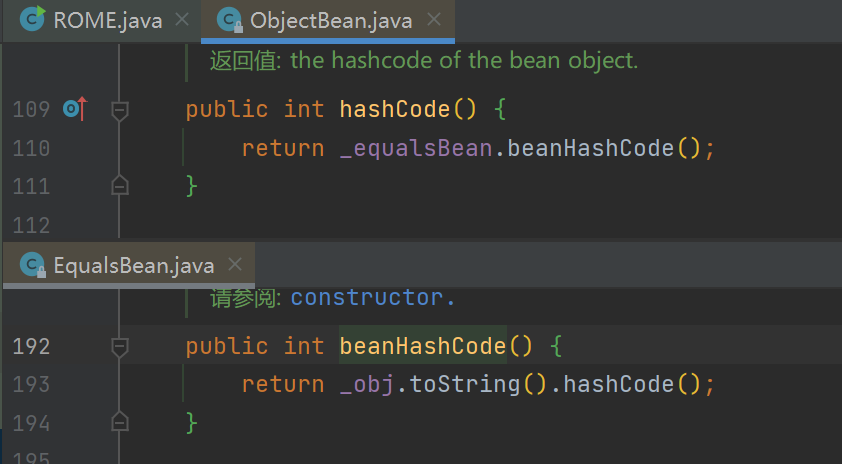 ROME.java
ObjectBean.java
返回值: the hashcode of the bean object.
109 public int hashCode() {
110 return _equalsBean.beanHashCode();
111 }
112
EqualsBean.java
请参阅: constructor.
192 public int beanHashCode() {
193 return _obj.toString().hashCode();
194 }
195